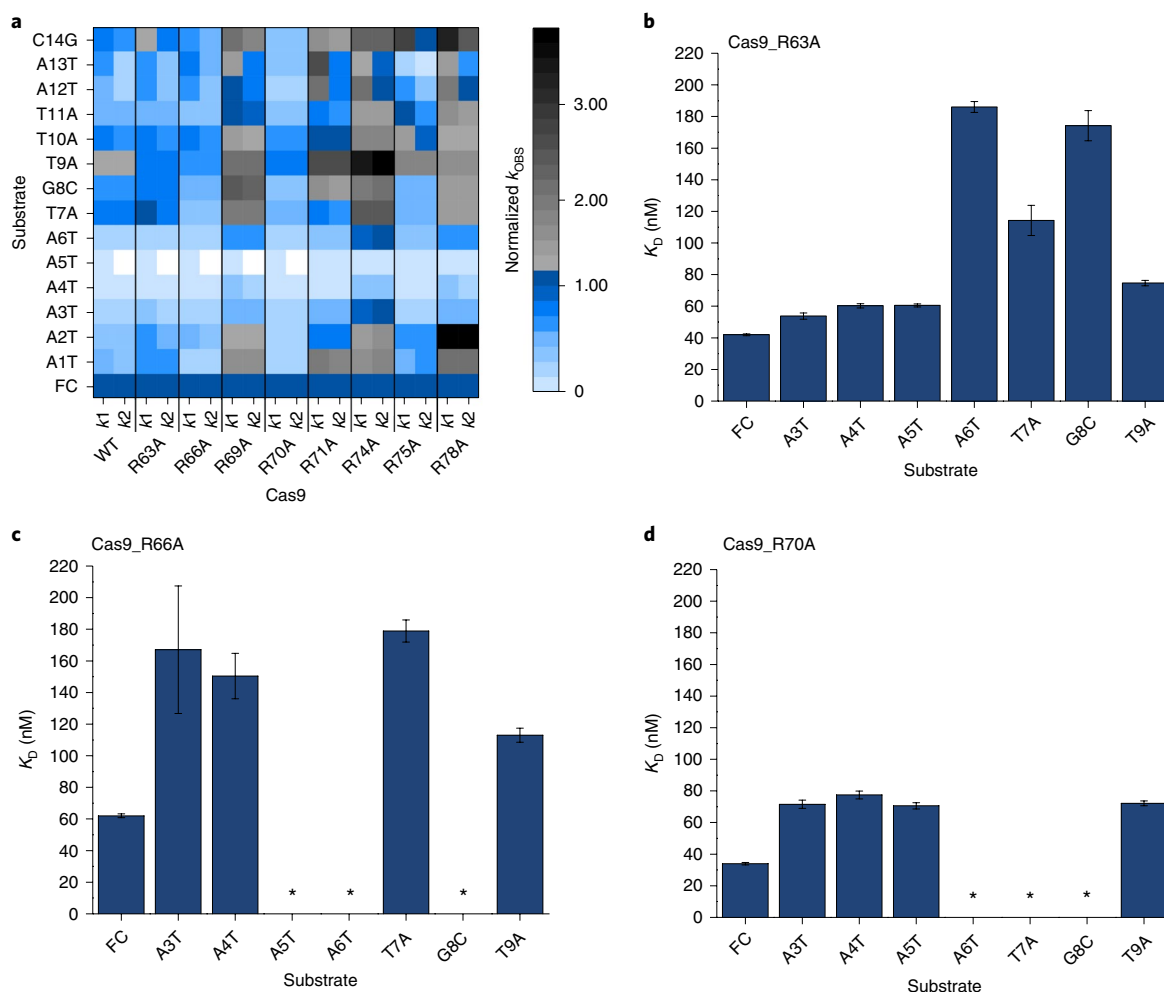 a
Substrate
C14G
A13T
A12T
T11A
T10A
T9A
G8C
T7A
A6T
A5T
A4T
A3T
A2T
A1T
FC
k1 k2 k1 k2 k1 k2 k1 k2 k1 k2 k1 k2 k1 k2 k1 k2 k1 k2
WT R63A R66A R69A R70A R71A R74A R75A R78A
Cas9
Normalized kOBS
3.00
2.00
1.00
0
b
Cas9_R63A
KD (nM)
220
200
180
160
140
120
100
80
60
40
20
0
FC A3T A4T A5T A6T T7A G8C T9A
Substrate
c
Cas9_R66A
KD (nM)
220
200
180
160
140
120
100
80
60
40
20
0
* * *
FC A3T A4T A5T A6T T7A G8C T9A
Substrate
d
Cas9_R70A
KD (nM)
220
200
180
160
140
120
100
80
60
40
20
0
* * *
FC A3T A4T A5T A6T T7A G8C T9A
Substrate